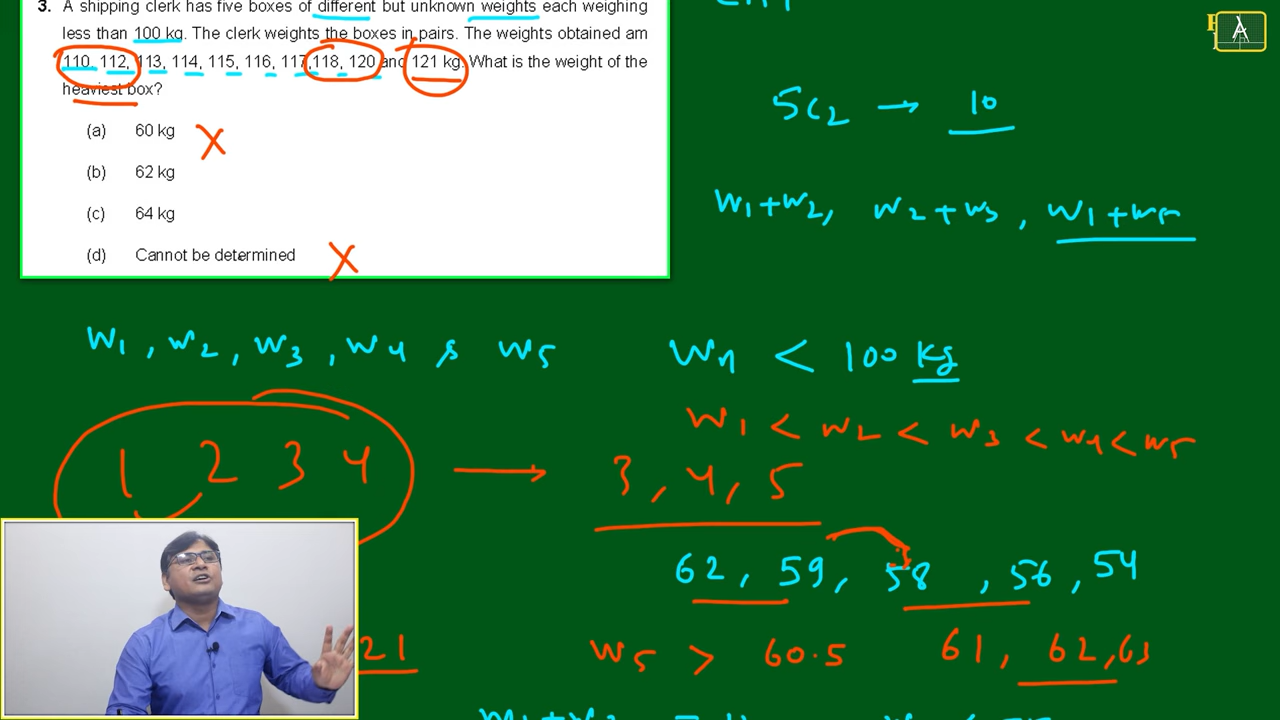 3. A shipping clerk has five boxes of different but unknown weights each weighing
less than 100 kg. The clerk weights the boxes in pairs. The weights obtained am
110, 112, 113, 114, 115, 116, 117,118, 120 and 121 kg. What is the weight of the
heaviest box?
(a) 60 kg X
(b) 62 kg
(c) 64 kg
(d) Cannot be determined X
5C2 → 10
W1+W2, W2+W3, W1+W5
W1, W2, W3, W4 & W5
Wn < 100 kg
W1 < W2 < W3 < W4 < W5
1 2 3 4 → 3, 4, 5
62, 59, 58, 56, 54
21
W5 > 60.5 61, 62, 63